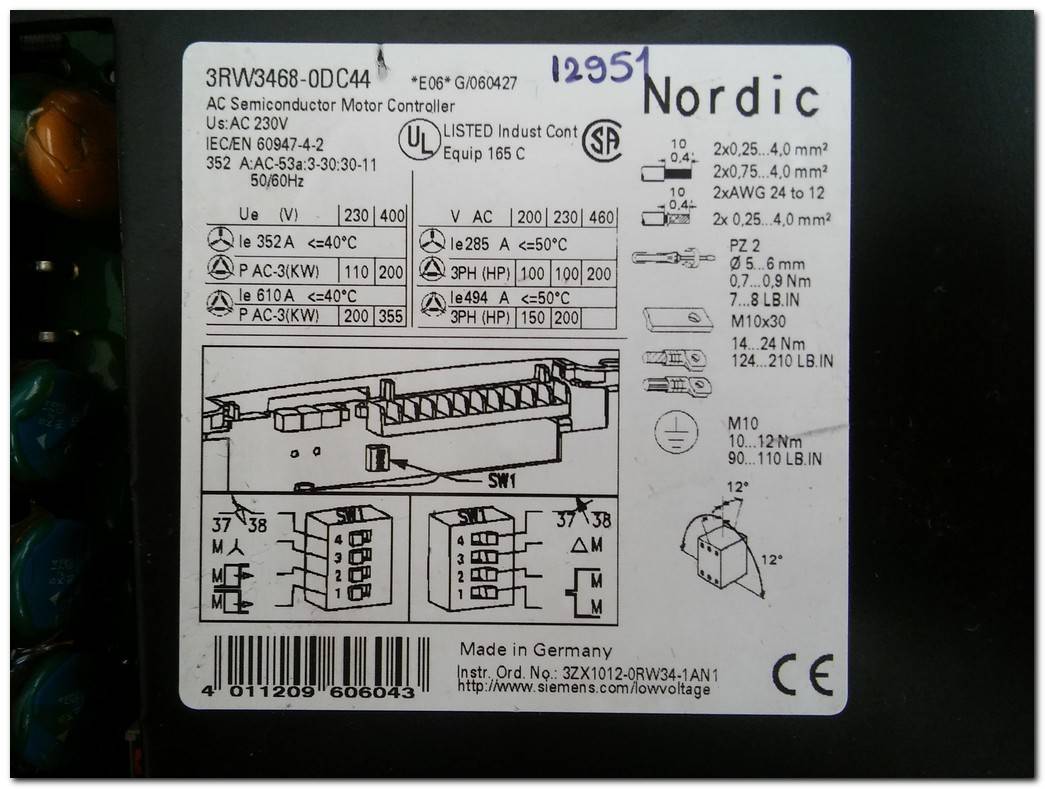 12951
3RW3468-0DC44
*E06* G/060427
AC Semiconductor Motor Controller
Us:AC 230V
IEC/EN 60947-4-2
352 A:AC-53a:3-30:30-11
50/60Hz
UL LISTED Indust Cont
Equip 165 C
SA
Nordic
10
0,4
2x0,25...4,0 mm²
2x0,75...4,0 mm²
10
0,4
2xAWG 24 to 12
2x 0,25...4,0 mm²
PZ 2
Ø 5...6 mm
0,7...0,9 Nm
7...8 LB.IN
M10x30
14...24 Nm
124...210 LB.IN
M10
10...12 Nm
90...110 LB.IN
12°
12°
Ue (V) 230 400
Ie 352 A <=40°C
P AC-3(KW) 110 200
Ie 610 A <=40°C
P AC-3(KW) 200 355
V AC 200 230 460
Ie285 A <=50°C
3PH (HP) 100 100 200
Ie494 A <=50°C
3PH (HP) 150 200
SW1
37 38
M
M
M
SW1
4
3
2
1
SW1
4
3
2
1
37 38
△M
M
M
4 011209 606043
Made in Germany
Instr. Ord. No.: 3ZX1012-0RW34-1AN1
http://www.siemens.com/lowvoltage
CE